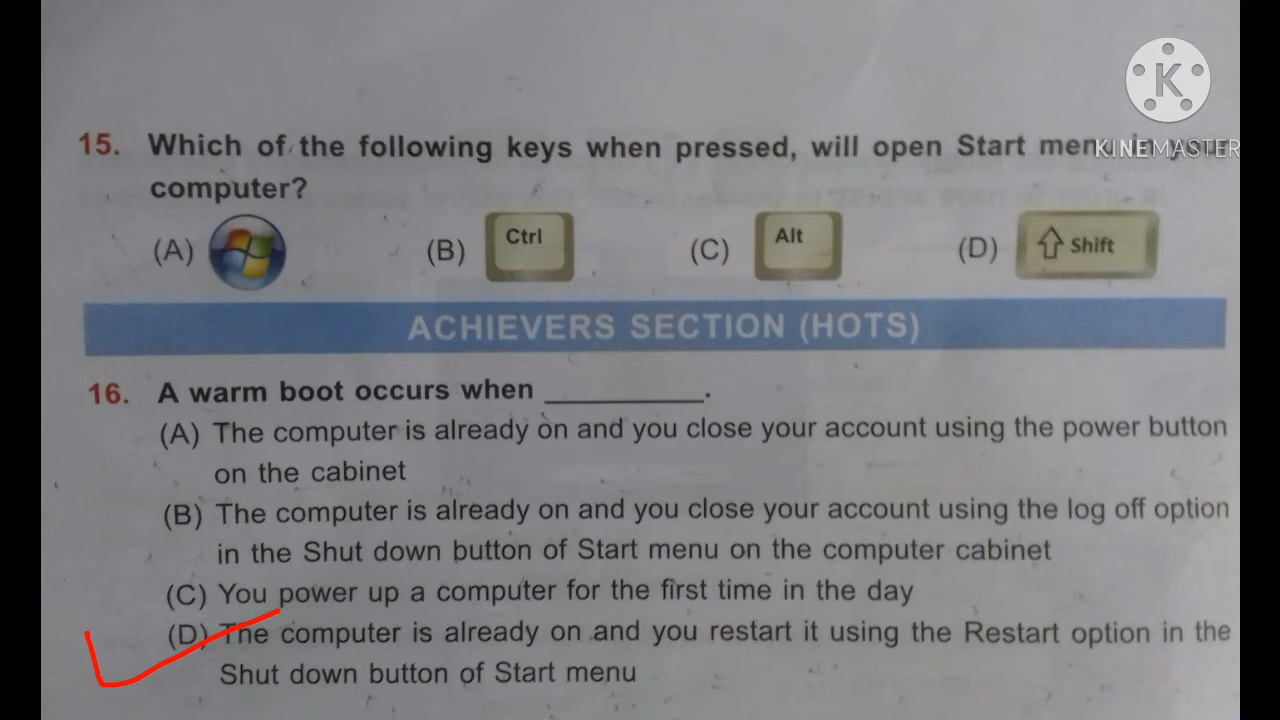 K
KINEMASTER
15. Which of the following keys when pressed, will open Start menu
computer?
(A) (B) Ctrl (C) Alt (D) Shift
ACHIEVERS SECTION (HOTS)
16. A warm boot occurs when __________.
(A) The computer is already on and you close your account using the power button
on the cabinet
(B) The computer is already on and you close your account using the log off option
in the Shut down button of Start menu on the computer cabinet
(C) You power up a computer for the first time in the day
(D) The computer is already on and you restart it using the Restart option in the
Shut down button of Start menu